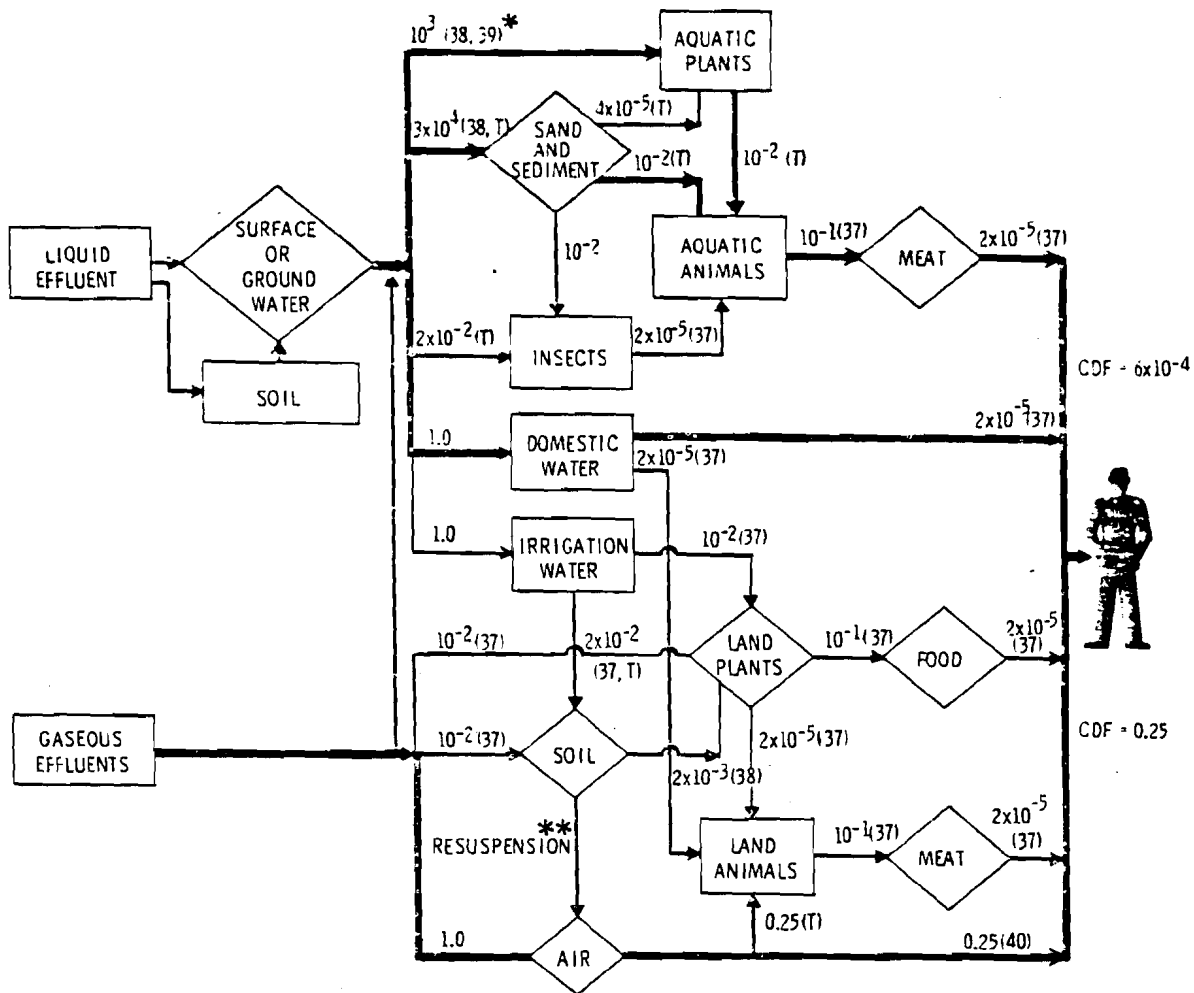 10³ (38, 39)*
AQUATIC
PLANTS
3x10⁴ (38, T)
SAND
AND
SEDIMENT
4x10⁻⁵(T)
10⁻²(T)
10⁻² (T)
LIQUID
EFFLUENT
SURFACE
OR
GROUND
WATER
SOIL
10⁻²
AQUATIC
ANIMALS
10⁻¹(37)
MEAT
2x10⁻⁵(37)
2x10⁻²(T)
INSECTS
2x10⁻⁵(37)
CDF = 6x10⁻⁴
1.0
DOMESTIC
WATER
2x10⁻⁵(37)
2x10⁻⁵(37)
1.0
IRRIGATION
WATER
10⁻²(37)
10⁻²(37)
2x10⁻²
(37, T)
LAND
PLANTS
10⁻¹(37)
FOOD
2x10⁻⁵
(37)
GASEOUS
EFFLUENTS
10⁻²(37)
SOIL
2x10⁻³(38)
2x10⁻⁵(37)
CDF = 0.25
RESUSPENSION**
LAND
ANIMALS
10⁻¹(37)
MEAT
2x10⁻⁵
(37)
0.25(T)
1.0
AIR
0.25(40)